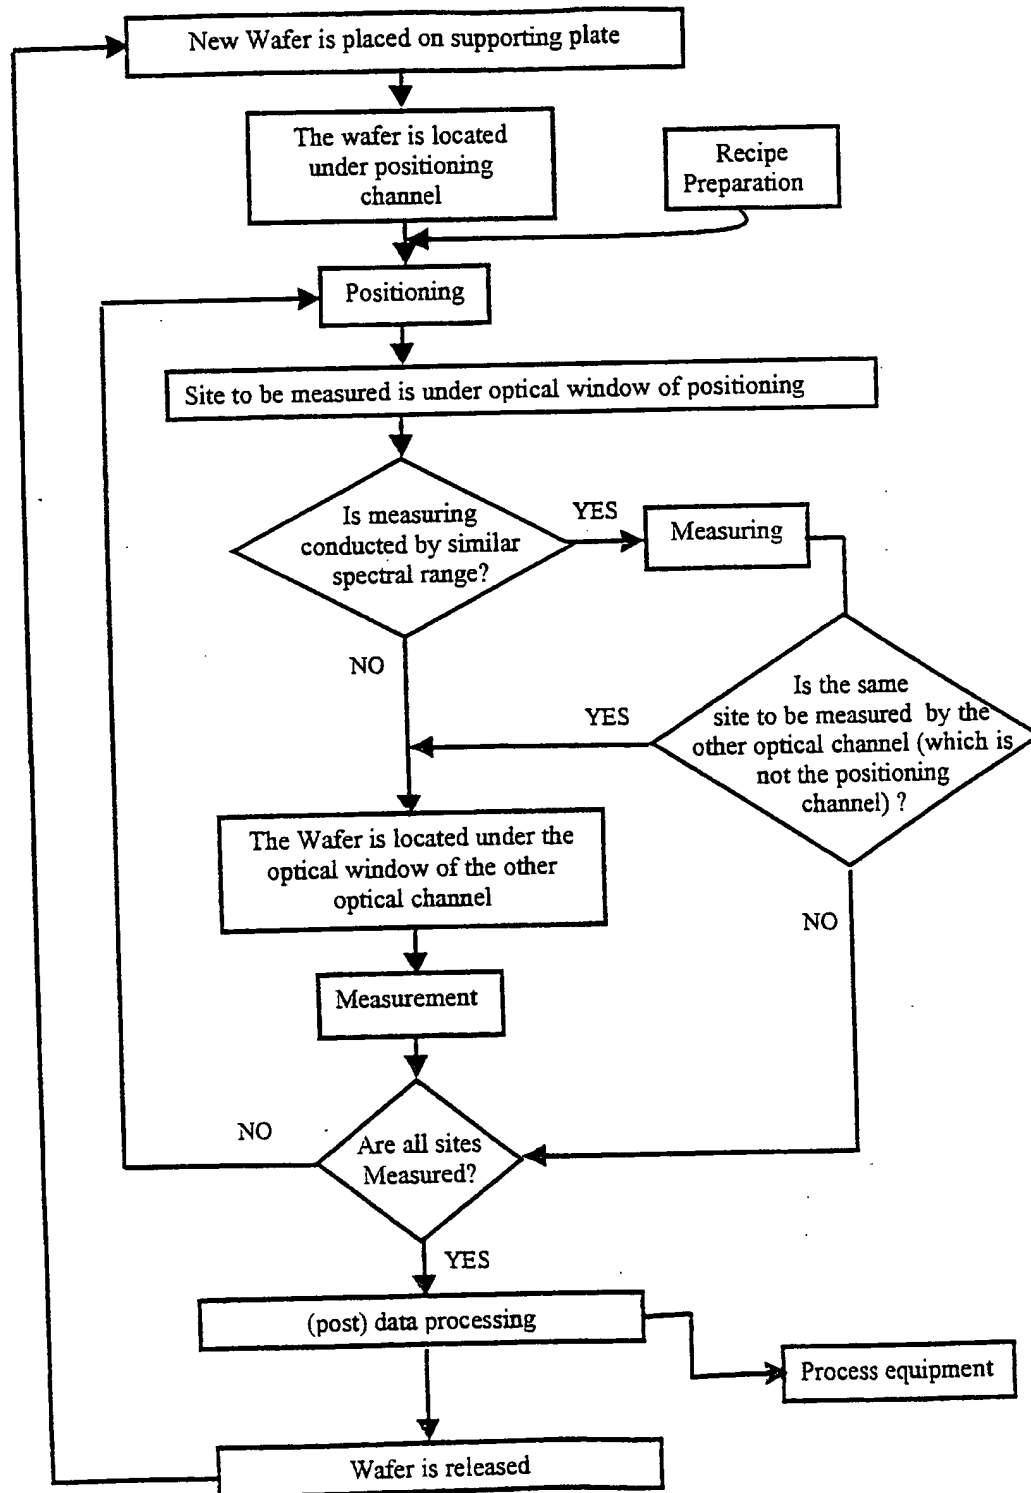 New Wafer is placed on supporting plate
The wafer is located
under positioning
channel
Recipe
Preparation
Positioning
Site to be measured is under optical window of positioning
Is measuring
conducted by similar
spectral range?
YES
Measuring
NO
Is the same
site to be measured by the
other optical channel (which is
not the positioning
channel) ?
YES
The Wafer is located under the
optical window of the other
optical channel
NO
Measurement
NO
Are all sites
Measured?
YES
(post) data processing
Process equipment
Wafer is released